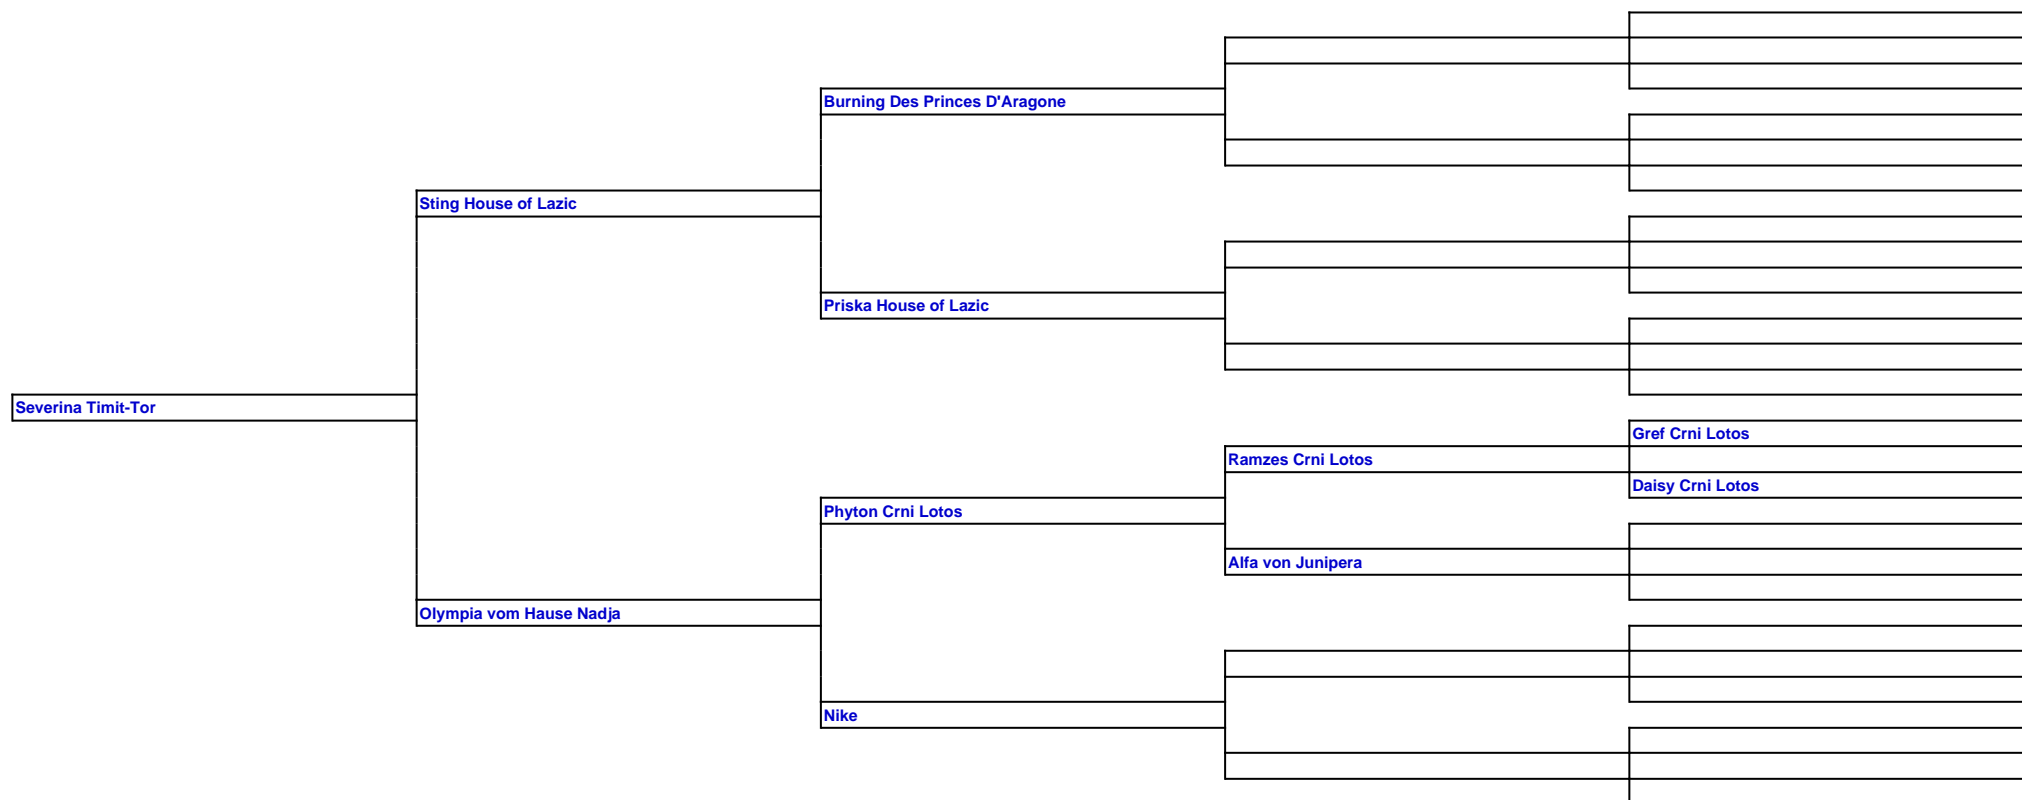 Burning Des Princes D'Aragone
Sting House of Lazic
Priska House of Lazic
Severina Timit-Tor
Gref Crni Lotos
Ramzes Crni Lotos
Daisy Crni Lotos
Phyton Crni Lotos
Alfa von Junipera
Olympia vom Hause Nadja
Nike